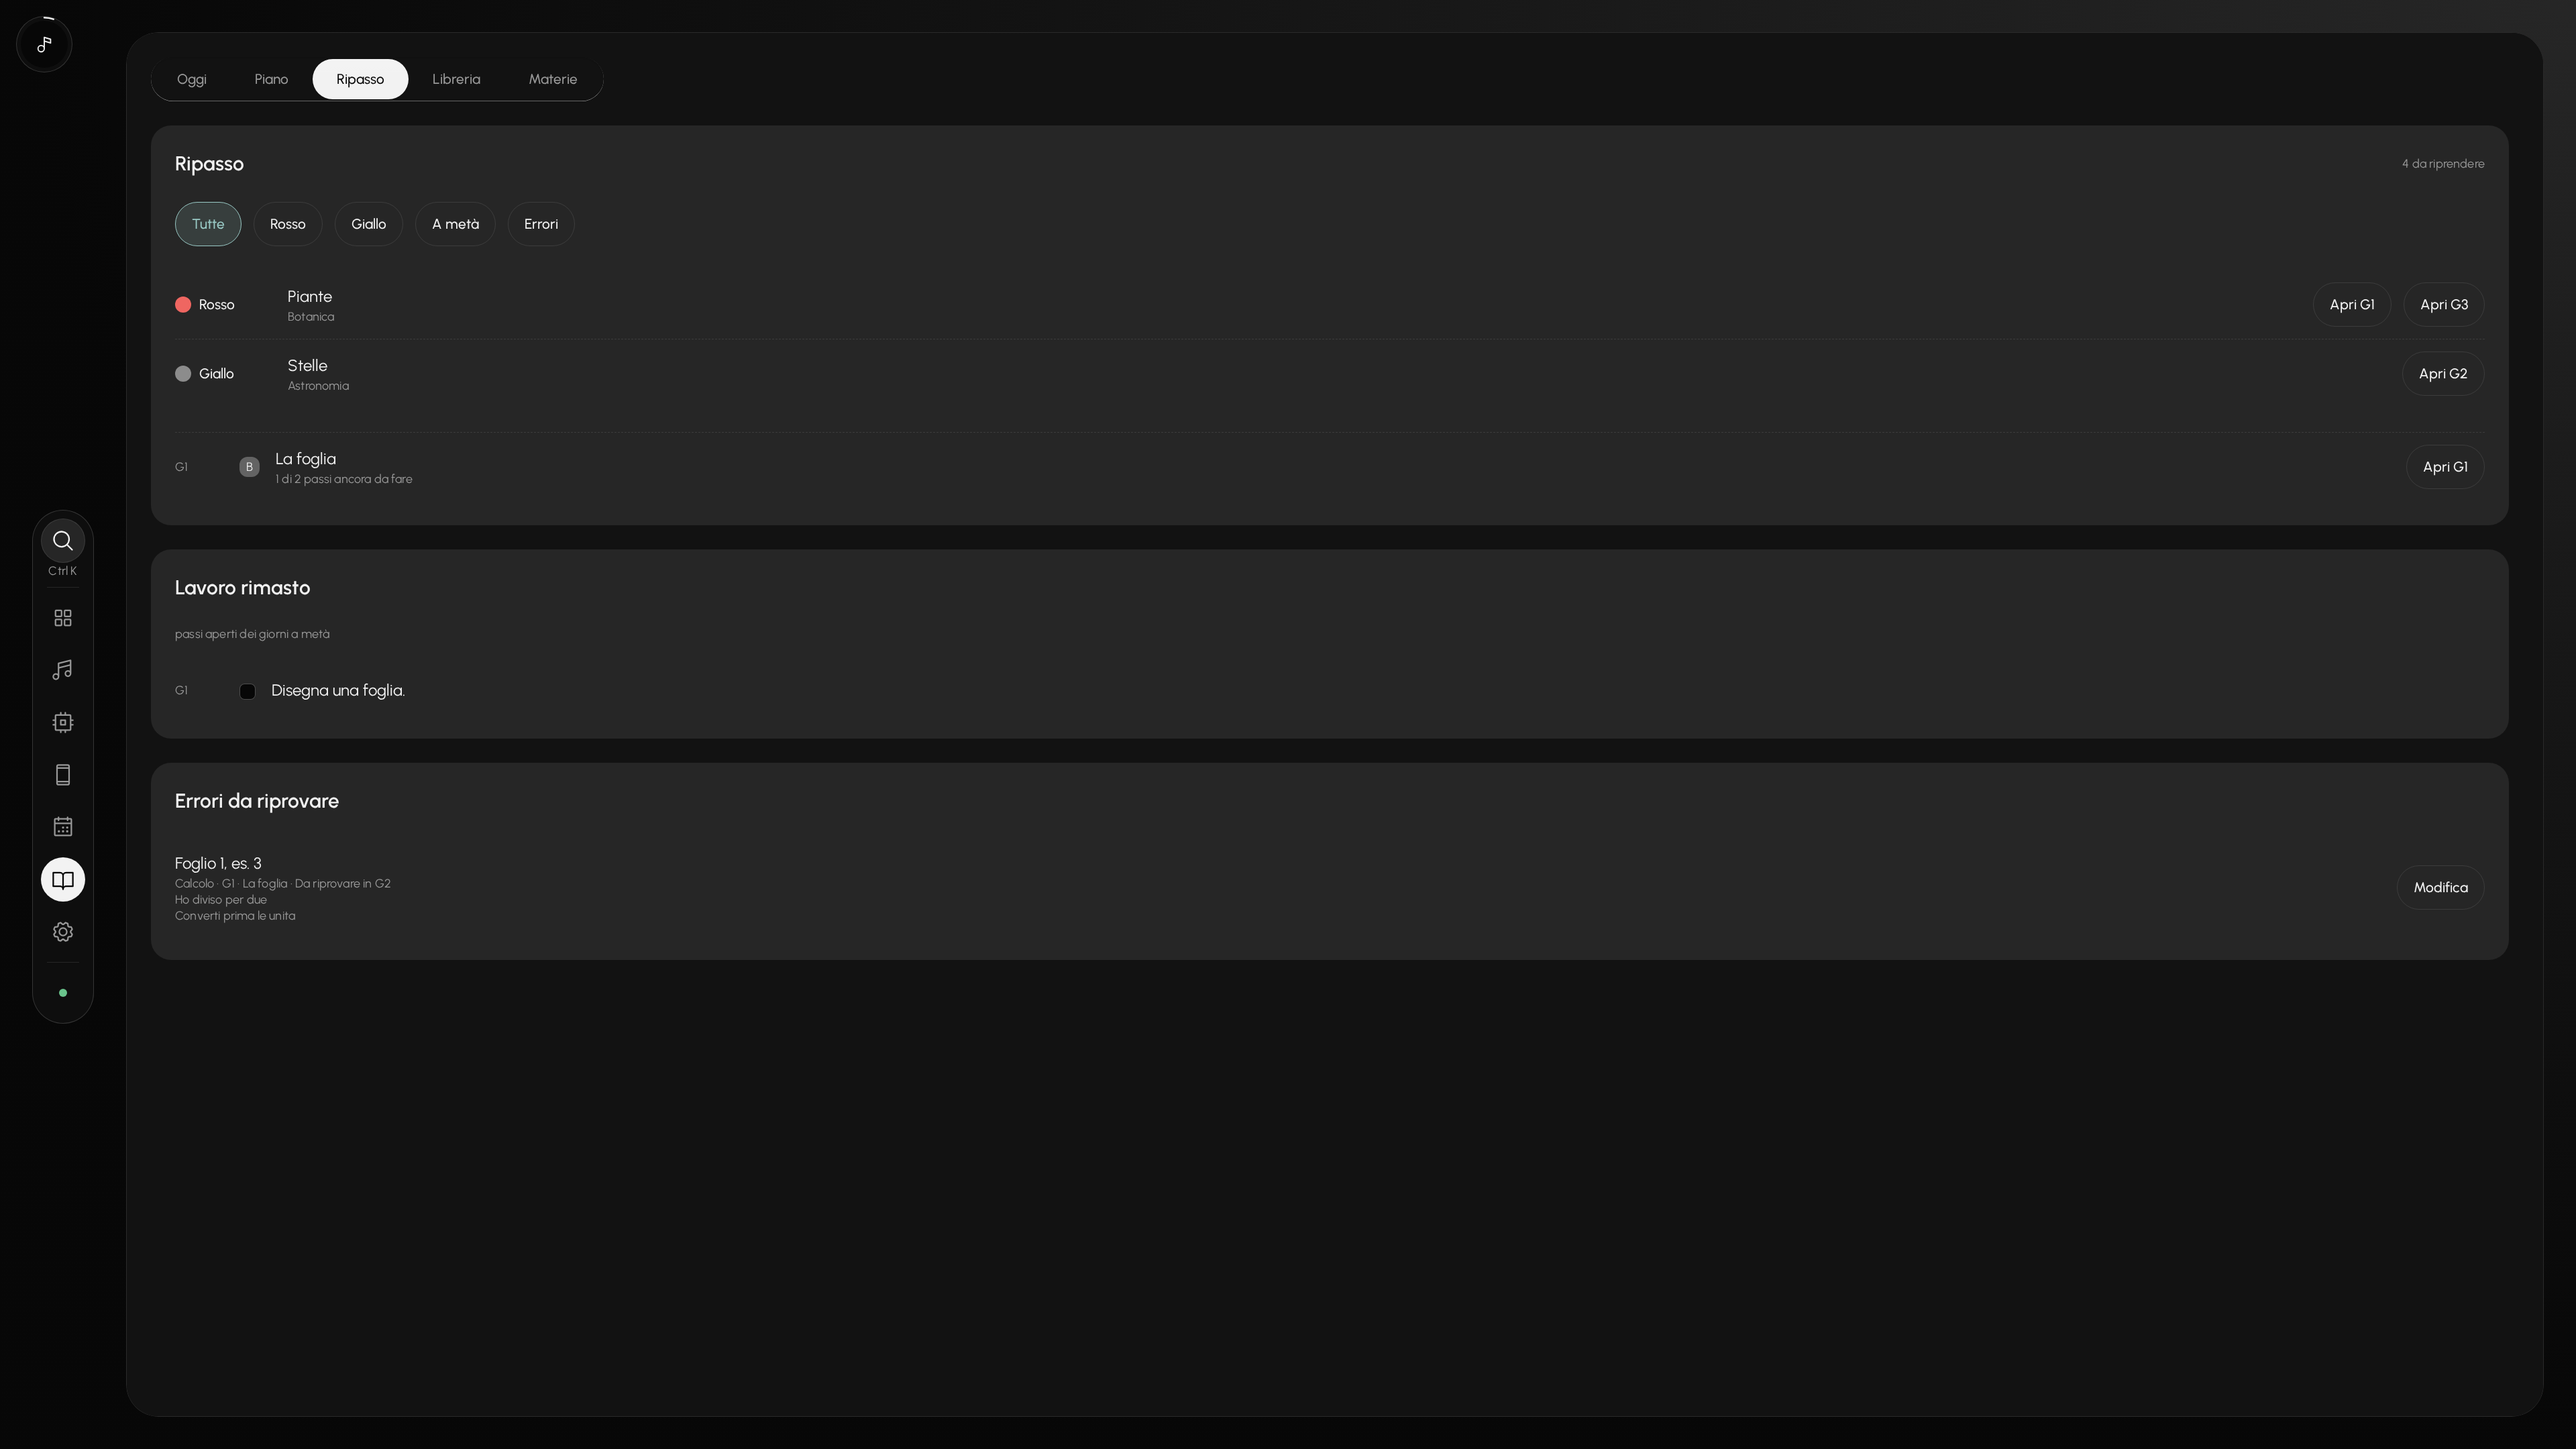 Oggi Piano Ripasso Libreria Materie
Ripasso 4 da riprendere
Tutte Rosso Giallo A metà Errori
Rosso Piante Apri G1 Apri G3
Botanica
Giallo Stelle Apri G2
Astronomia
G1 B La foglia Apri G1
1 di 2 passi ancora da fare
Ctrl K
Lavoro rimasto
passi aperti dei giorni a metà
G1 Disegna una foglia.
Errori da riprovare
Foglio 1, es. 3
Calcolo · G1 · La foglia · Da riprovare in G2
Modifica
Ho diviso per due
Converti prima le unita